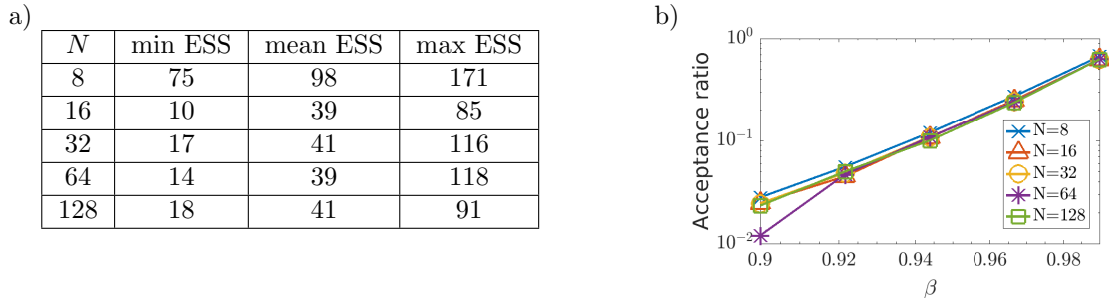 a)
N min ESS mean ESS max ESS
8 75 98 171
16 10 39 85
32 17 41 116
64 14 39 118
128 18 41 91
b)
Acceptance ratio
10^0
10^-1
10^-2
N=8
N=16
N=32
N=64
N=128
0.9 0.92 0.94 0.96 0.98
β